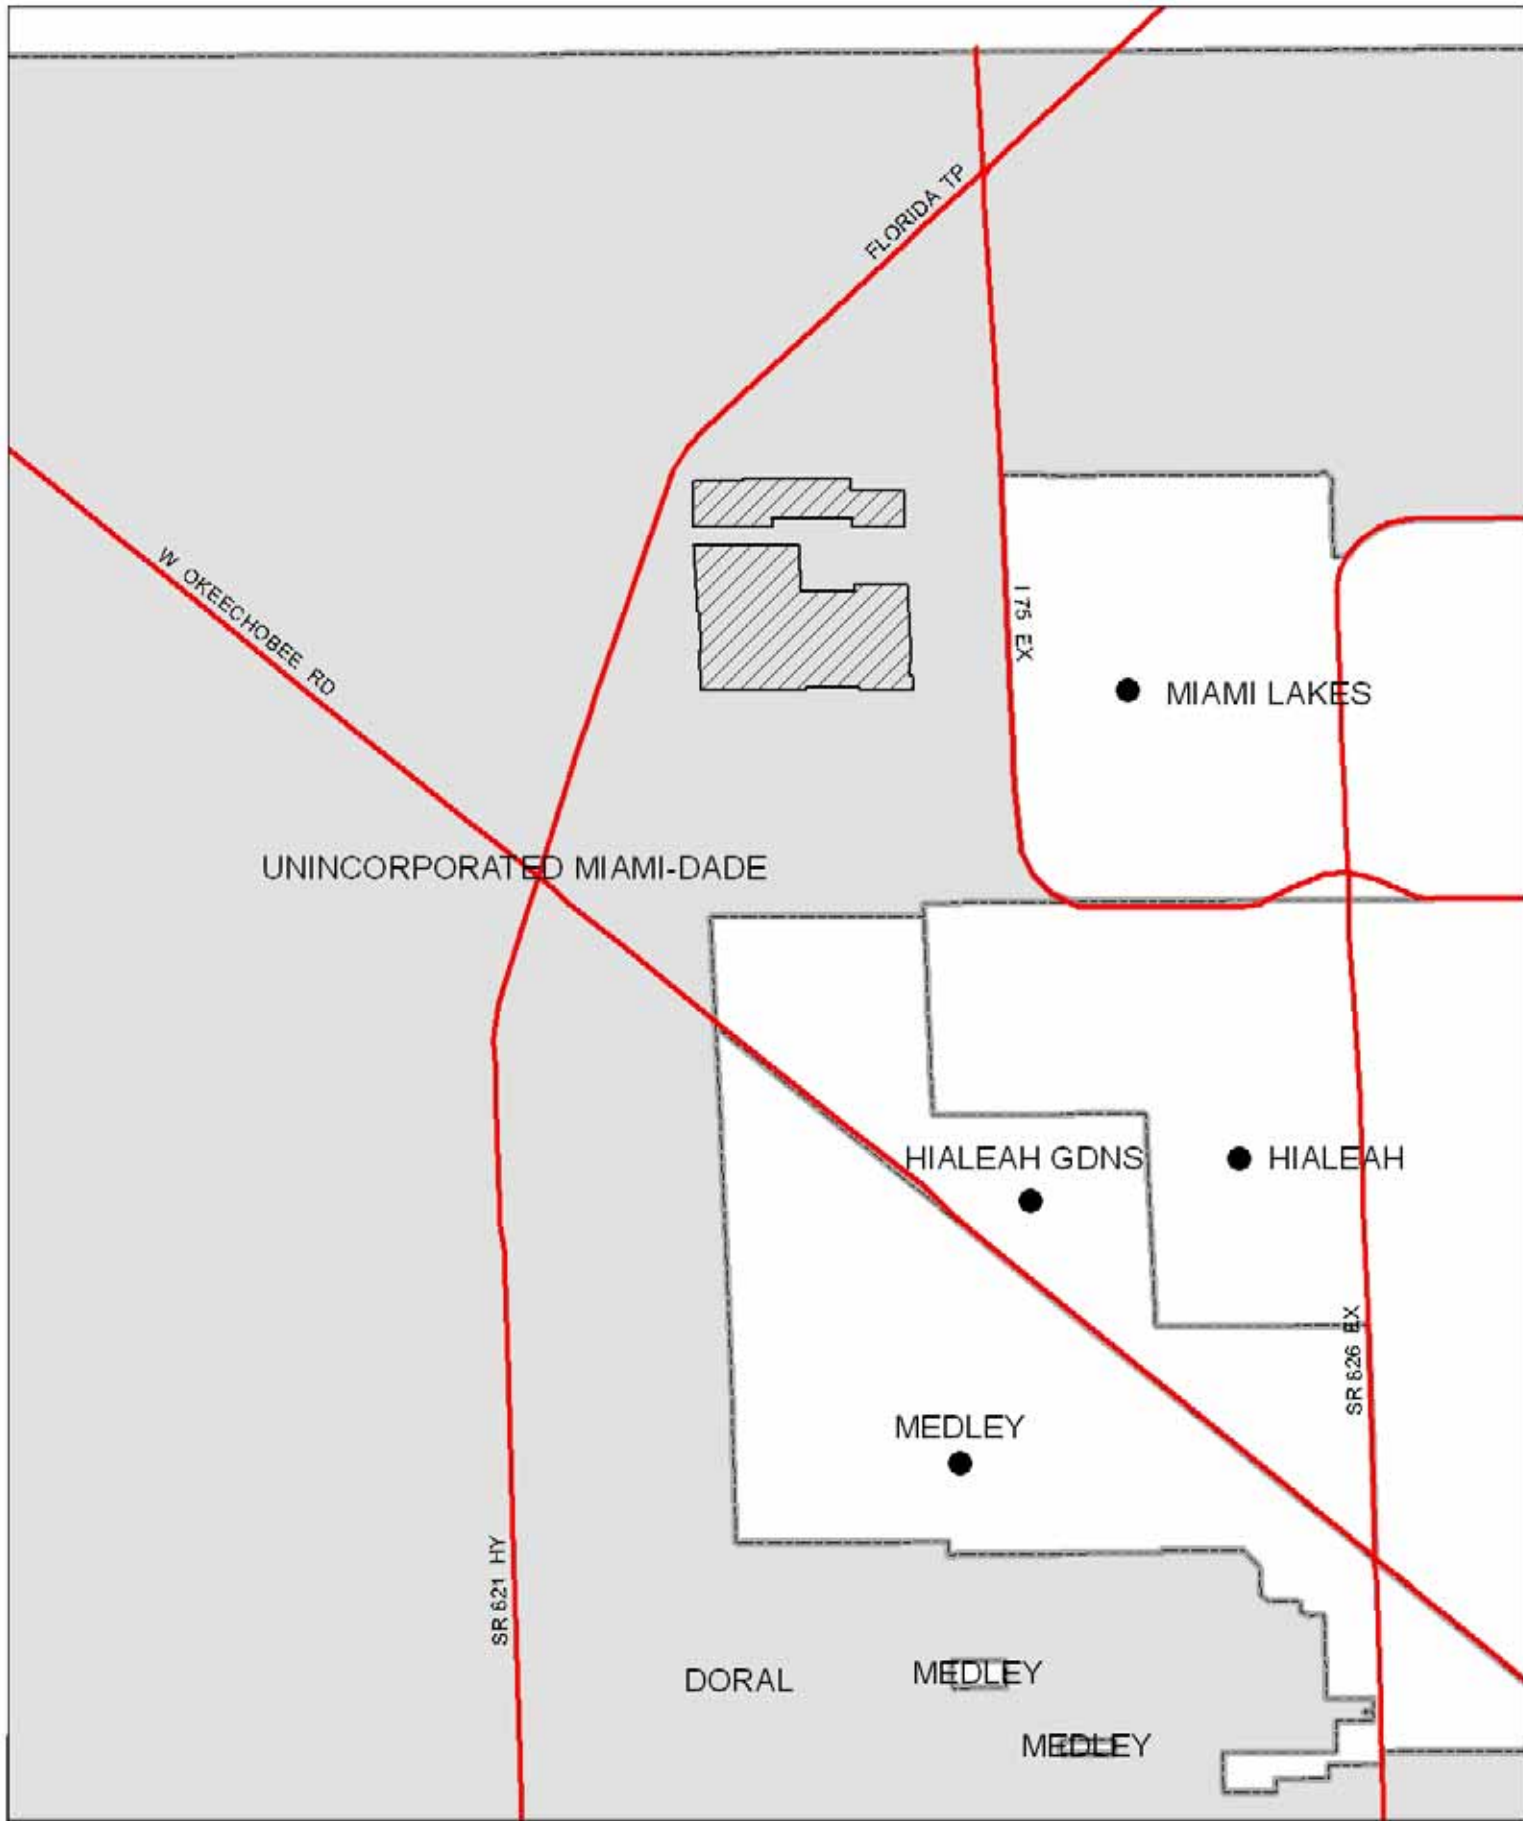 FLORIDA TP
W OKEECHOBEE RD
I 75 EX
MIAMI LAKES
UNINCORPORATED MIAMI-DADE
HIALEAH GDNS
HIALEAH
SR 826 EX
MEDLEY
SR 821 HY
DORAL
MEDLEY
MEDLEY